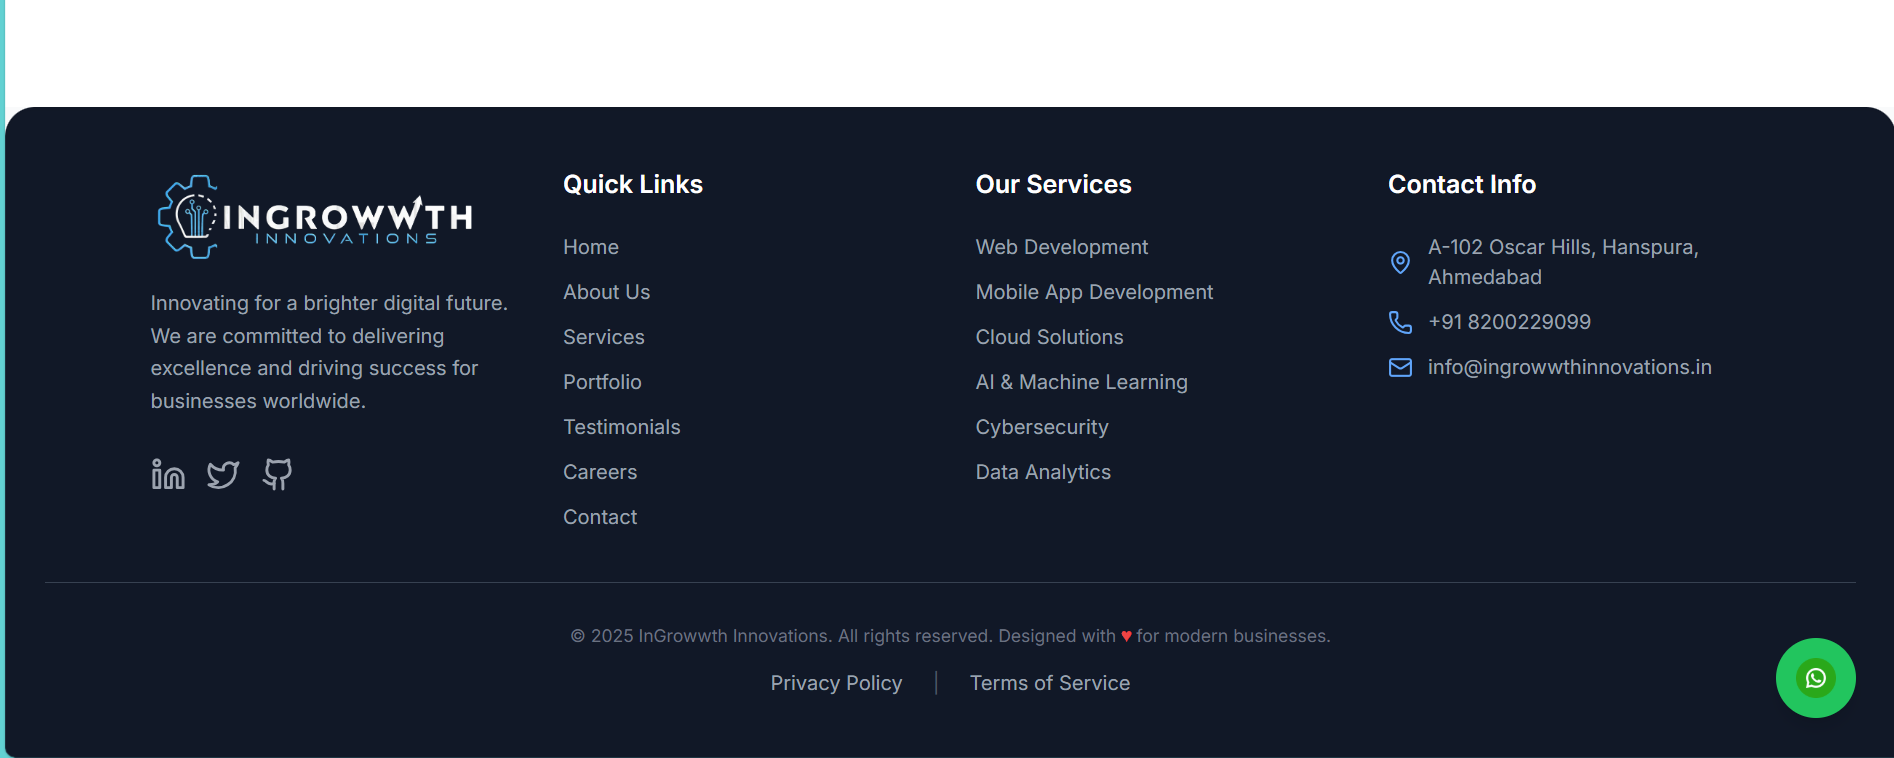 INGROWWTH
INNOVATIONS
Innovating for a brighter digital future.
We are committed to delivering
excellence and driving success for
businesses worldwide.
Quick Links
Home
About Us
Services
Portfolio
Testimonials
Careers
Contact
Our Services
Web Development
Mobile App Development
Cloud Solutions
AI & Machine Learning
Cybersecurity
Data Analytics
Contact Info
A-102 Oscar Hills, Hanspura,
Ahmedabad
+91 8200229099
info@ingrowwthinnovations.in
© 2025 InGrowwth Innovations. All rights reserved. Designed with ♥ for modern businesses.
Privacy Policy | Terms of Service